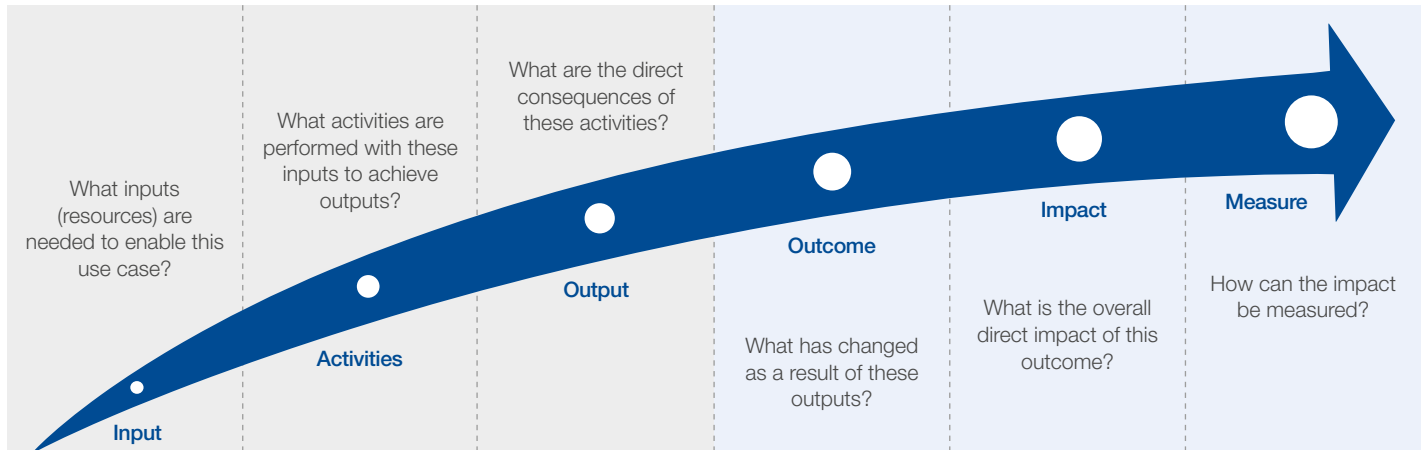 What inputs
(resources) are
needed to enable this
use case?
Input
What activities are
performed with these
inputs to achieve
outputs?
Activities
What are the direct
consequences of
these activities?
Output
Outcome
What has changed
as a result of these
outputs?
Impact
What is the overall
direct impact of this
outcome?
Measure
How can the impact
be measured?